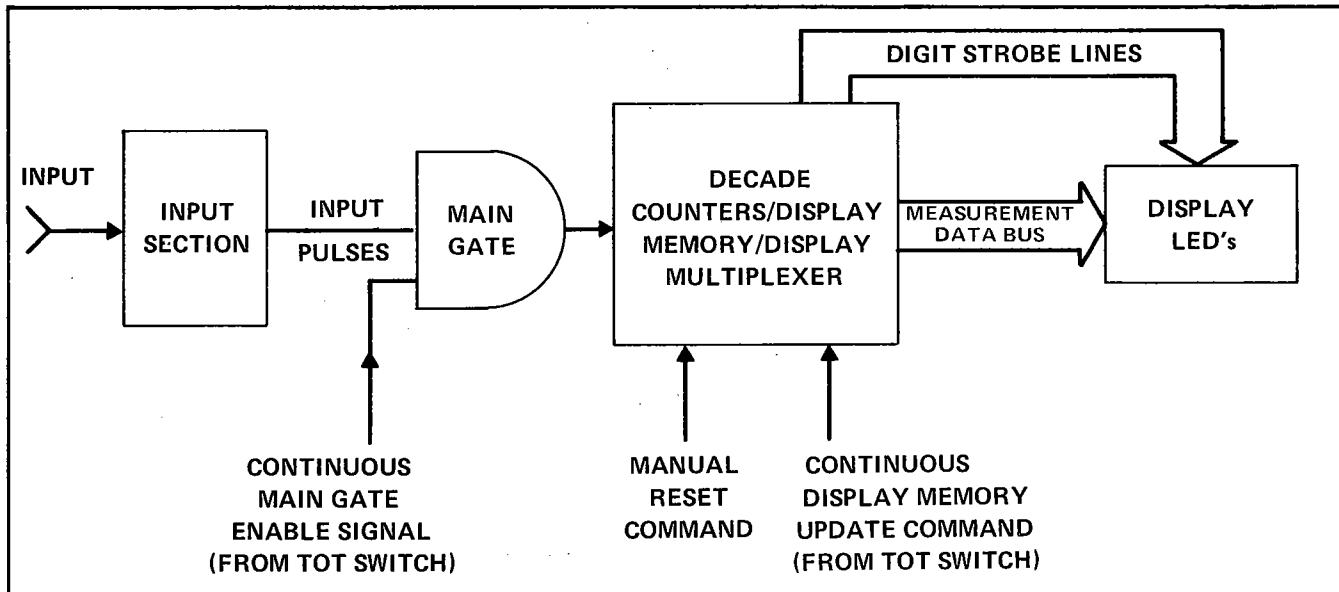 DIGIT STROBE LINES
INPUT
INPUT
SECTION
INPUT
PULSES
MAIN
GATE
DECADE
COUNTERS/DISPLAY
MEMORY/DISPLAY
MULTIPLEXER
MEASUREMENT
DATA BUS
DISPLAY
LED's
CONTINUOUS
MAIN GATE
ENABLE SIGNAL
(FROM TOT SWITCH)
MANUAL
RESET
COMMAND
CONTINUOUS
DISPLAY MEMORY
UPDATE COMMAND
(FROM TOT SWITCH)